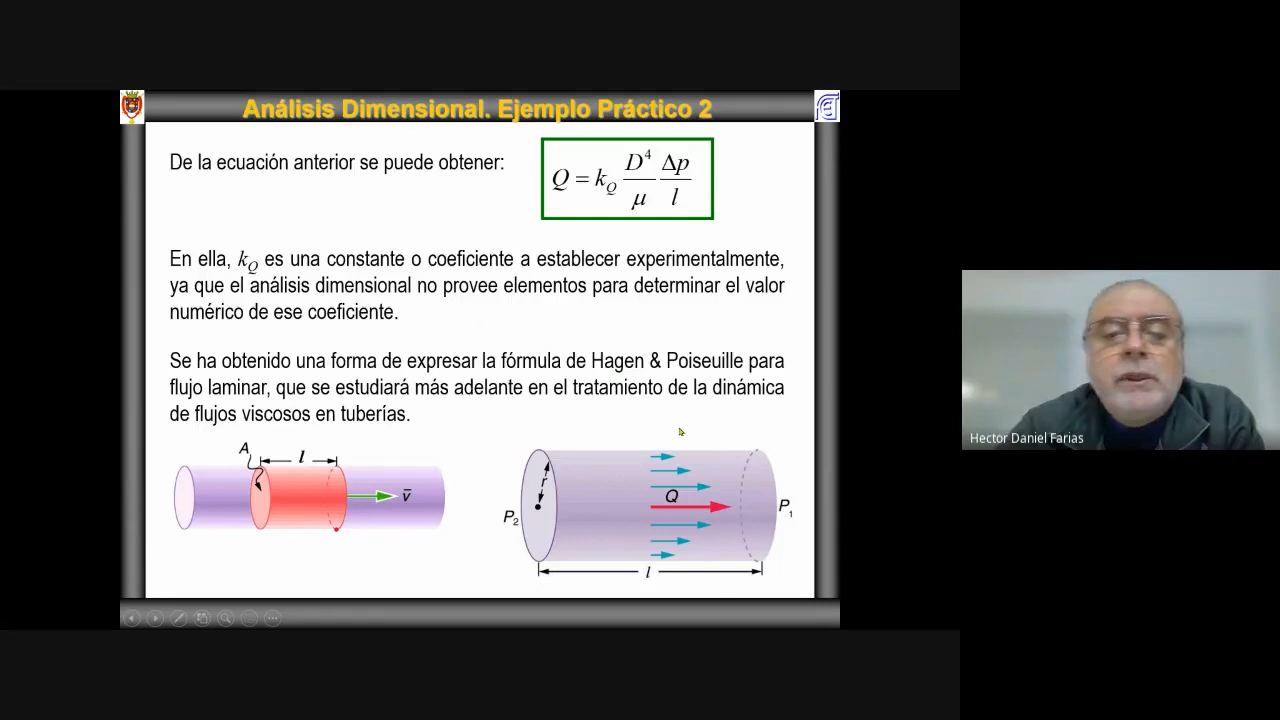 Análisis Dimensional. Ejemplo Práctico 2
De la ecuación anterior se puede obtener:
Q = k_Q D^4/μ Δp/l
En ella, k_Q es una constante o coeficiente a establecer experimentalmente,
ya que el análisis dimensional no provee elementos para determinar el valor
numérico de ese coeficiente.
Se ha obtenido una forma de expresar la fórmula de Hagen & Poiseuille para
flujo laminar, que se estudiará más adelante en el tratamiento de la dinámica
de flujos viscosos en tuberías.
A
l
v̄
r
Q
P₂
P₁
l
Hector Daniel Farias